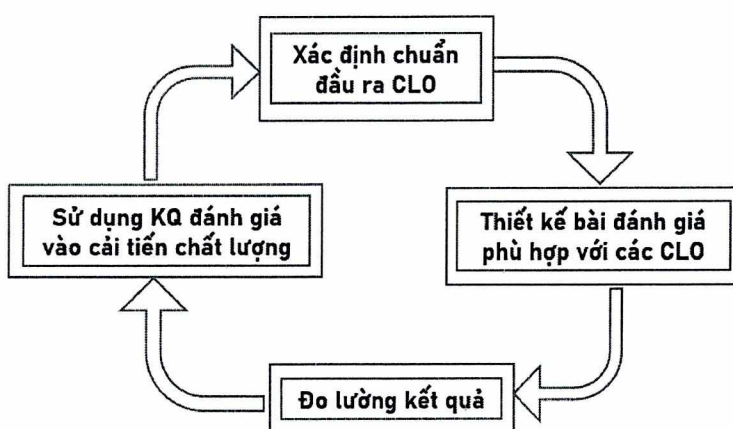 Xác định chuẩn
đầu ra CLO
Sử dụng KQ đánh giá
vào cải tiến chất lượng
Thiết kế bài đánh giá
phù hợp với các CLO
Đo lường kết quả